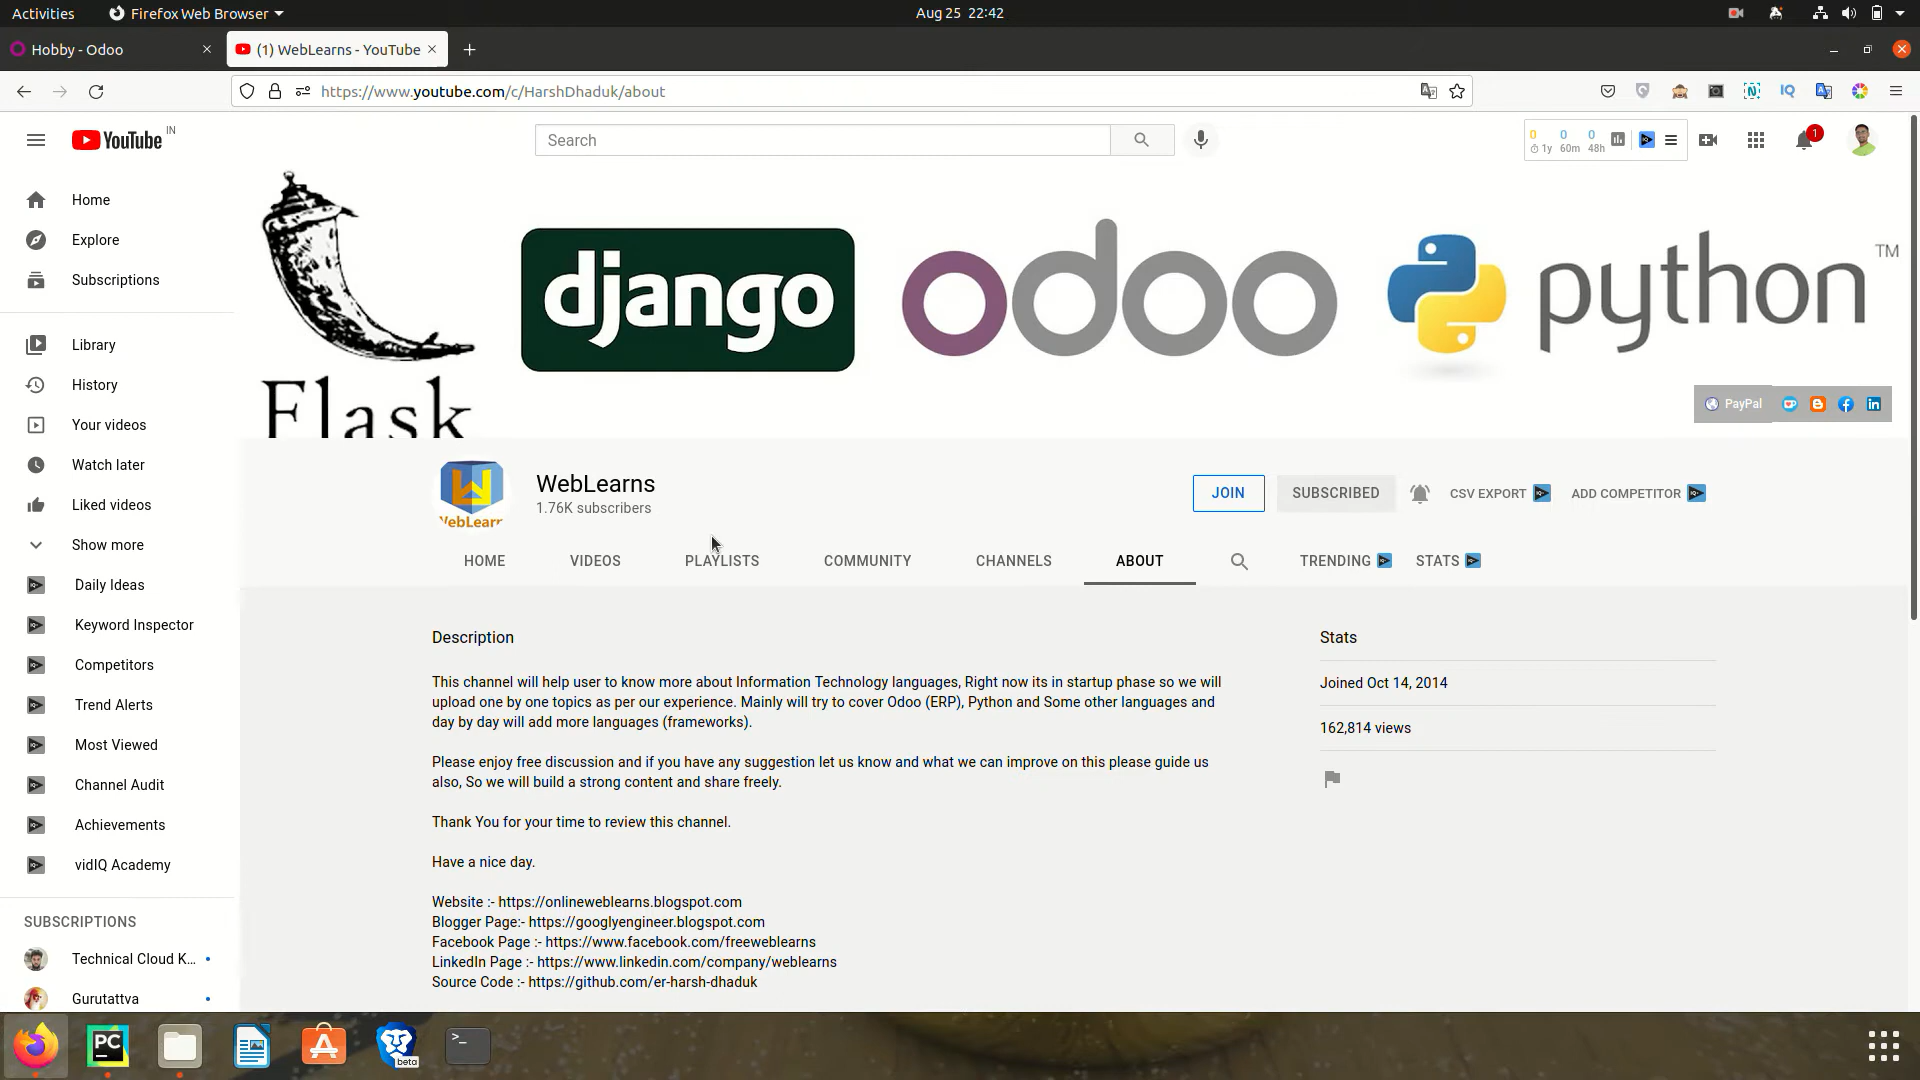 Activities
Firefox Web Browser
Aug 25 22:42
Hobby - Odoo
(1) WebLearns - YouTube
https://www.youtube.com/c/HarshDhaduk/about
IQ
YouTube IN
Search
0 0 0
1y 60m 48h
1
Home
Explore
Subscriptions
Library
History
Your videos
Watch later
Liked videos
Show more
Daily Ideas
Keyword Inspector
Competitors
Trend Alerts
Most Viewed
Channel Audit
Achievements
vidIQ Academy
SUBSCRIPTIONS
Technical Cloud K...
Gurutattva
Flask
django
odoo
python TM
PayPal
WebLearns
1.76K subscribers
JOIN
SUBSCRIBED
CSV EXPORT
ADD COMPETITOR
HOME
VIDEOS
PLAYLISTS
COMMUNITY
CHANNELS
ABOUT
TRENDING
STATS
Description
This channel will help user to know more about Information Technology languages, Right now its in startup phase so we will
upload one by one topics as per our experience. Mainly will try to cover Odoo (ERP), Python and Some other languages and
day by day will add more languages (frameworks).
Please enjoy free discussion and if you have any suggestion let us know and what we can improve on this please guide us
also, So we will build a strong content and share freely.
Thank You for your time to review this channel.
Have a nice day.
Website :- https://onlineweblearns.blogspot.com
Blogger Page:- https://googlyengineer.blogspot.com
Facebook Page :- https://www.facebook.com/freeweblearns
LinkedIn Page :- https://www.linkedin.com/company/weblearns
Source Code :- https://github.com/er-harsh-dhaduk
Stats
Joined Oct 14, 2014
162,814 views
PC
beta